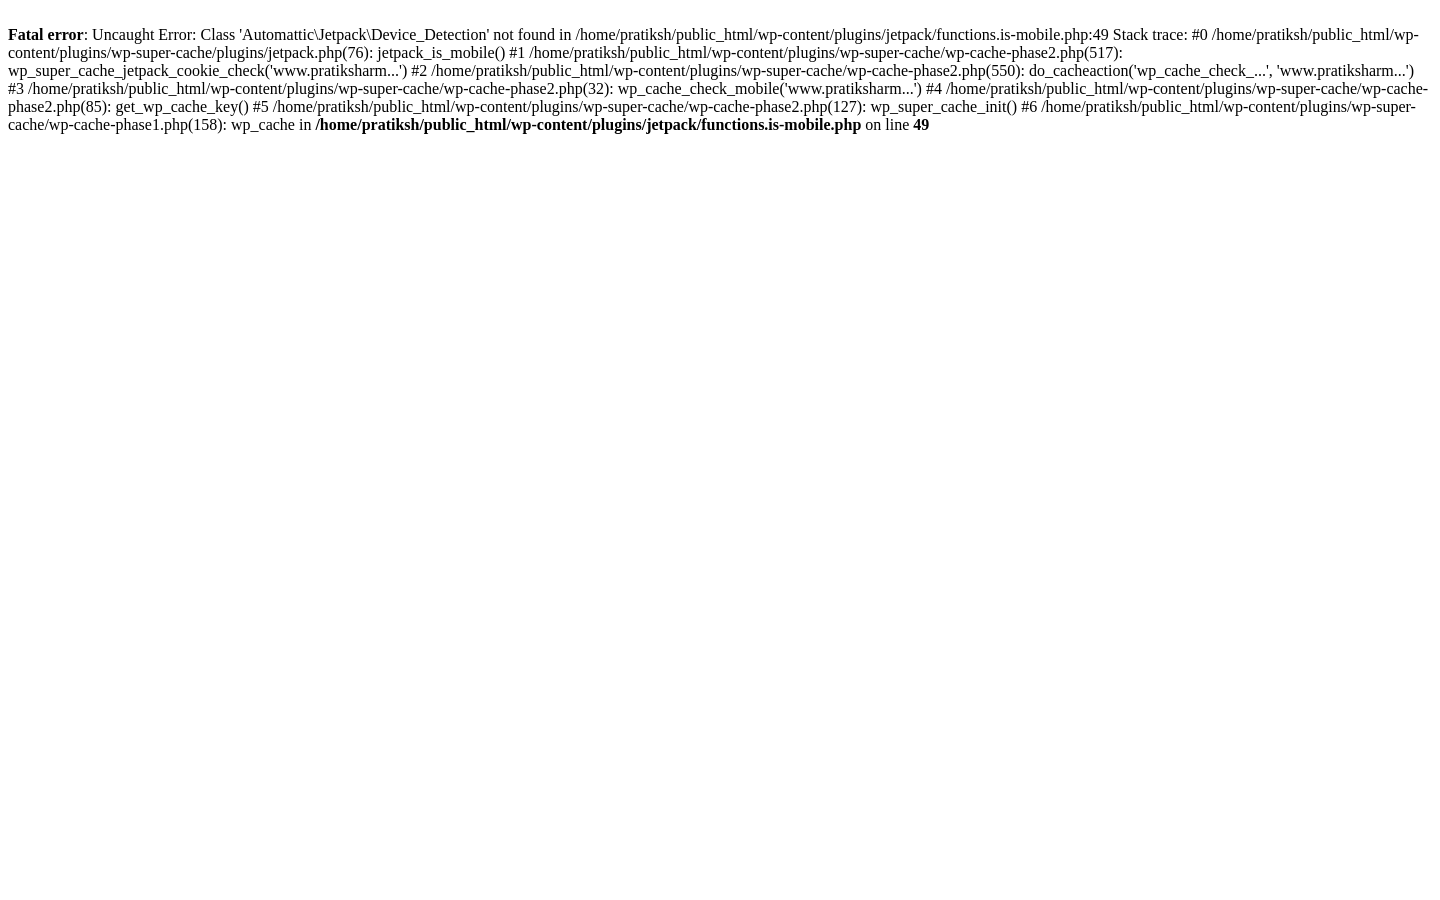 Fatal error: Uncaught Error: Class 'Automattic\Jetpack\Device_Detection' not found in /home/pratiksh/public_html/wp-content/plugins/jetpack/functions.is-mobile.php:49 Stack trace: #0 /home/pratiksh/public_html/wp-
content/plugins/wp-super-cache/plugins/jetpack.php(76): jetpack_is_mobile() #1 /home/pratiksh/public_html/wp-content/plugins/wp-super-cache/wp-cache-phase2.php(517):
wp_super_cache_jetpack_cookie_check('www.pratiksharm...') #2 /home/pratiksh/public_html/wp-content/plugins/wp-super-cache/wp-cache-phase2.php(550): do_cacheaction('wp_cache_check_...', 'www.pratiksharm...')
#3 /home/pratiksh/public_html/wp-content/plugins/wp-super-cache/wp-cache-phase2.php(32): wp_cache_check_mobile('www.pratiksharm...') #4 /home/pratiksh/public_html/wp-content/plugins/wp-super-cache/wp-cache-
phase2.php(85): get_wp_cache_key() #5 /home/pratiksh/public_html/wp-content/plugins/wp-super-cache/wp-cache-phase2.php(127): wp_super_cache_init() #6 /home/pratiksh/public_html/wp-content/plugins/wp-super-
cache/wp-cache-phase1.php(158): wp_cache in /home/pratiksh/public_html/wp-content/plugins/jetpack/functions.is-mobile.php on line 49